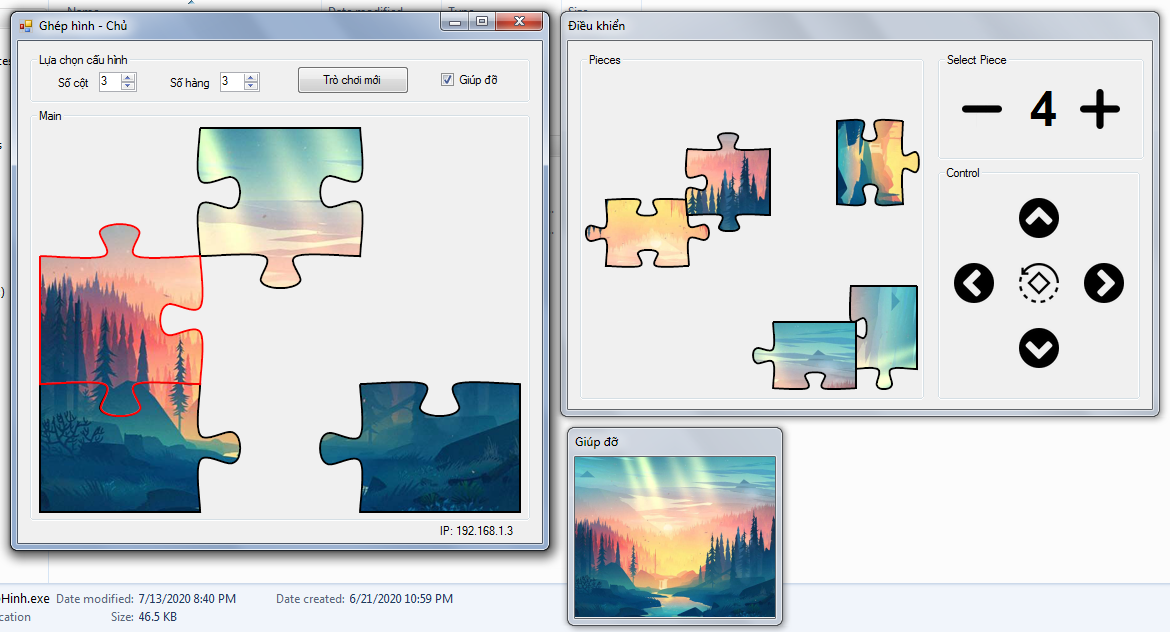 Ghép hình - Chủ
Lựa chọn cấu hình
Số cột 3 Số hàng 3 Trò chơi mới Giúp đỡ
Main
IP: 192.168.1.3
Điều khiển
Pieces
Select Piece
4
Control
Giúp đỡ
Hinh.exe Date modified: 7/13/2020 8:40 PM Date created: 6/21/2020 10:59 PM
cation Size: 46.5 KB